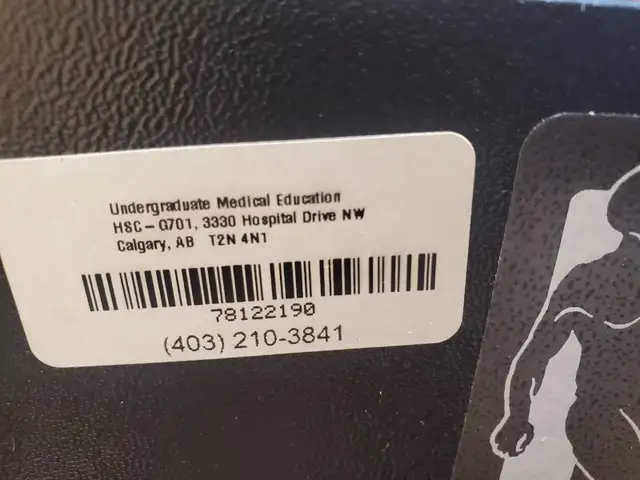 Undergraduate Medical Education
HSC-G701, 3330 Hospital Drive NW
Calgary, AB T2N 4N1
78122190
(403) 210-3841